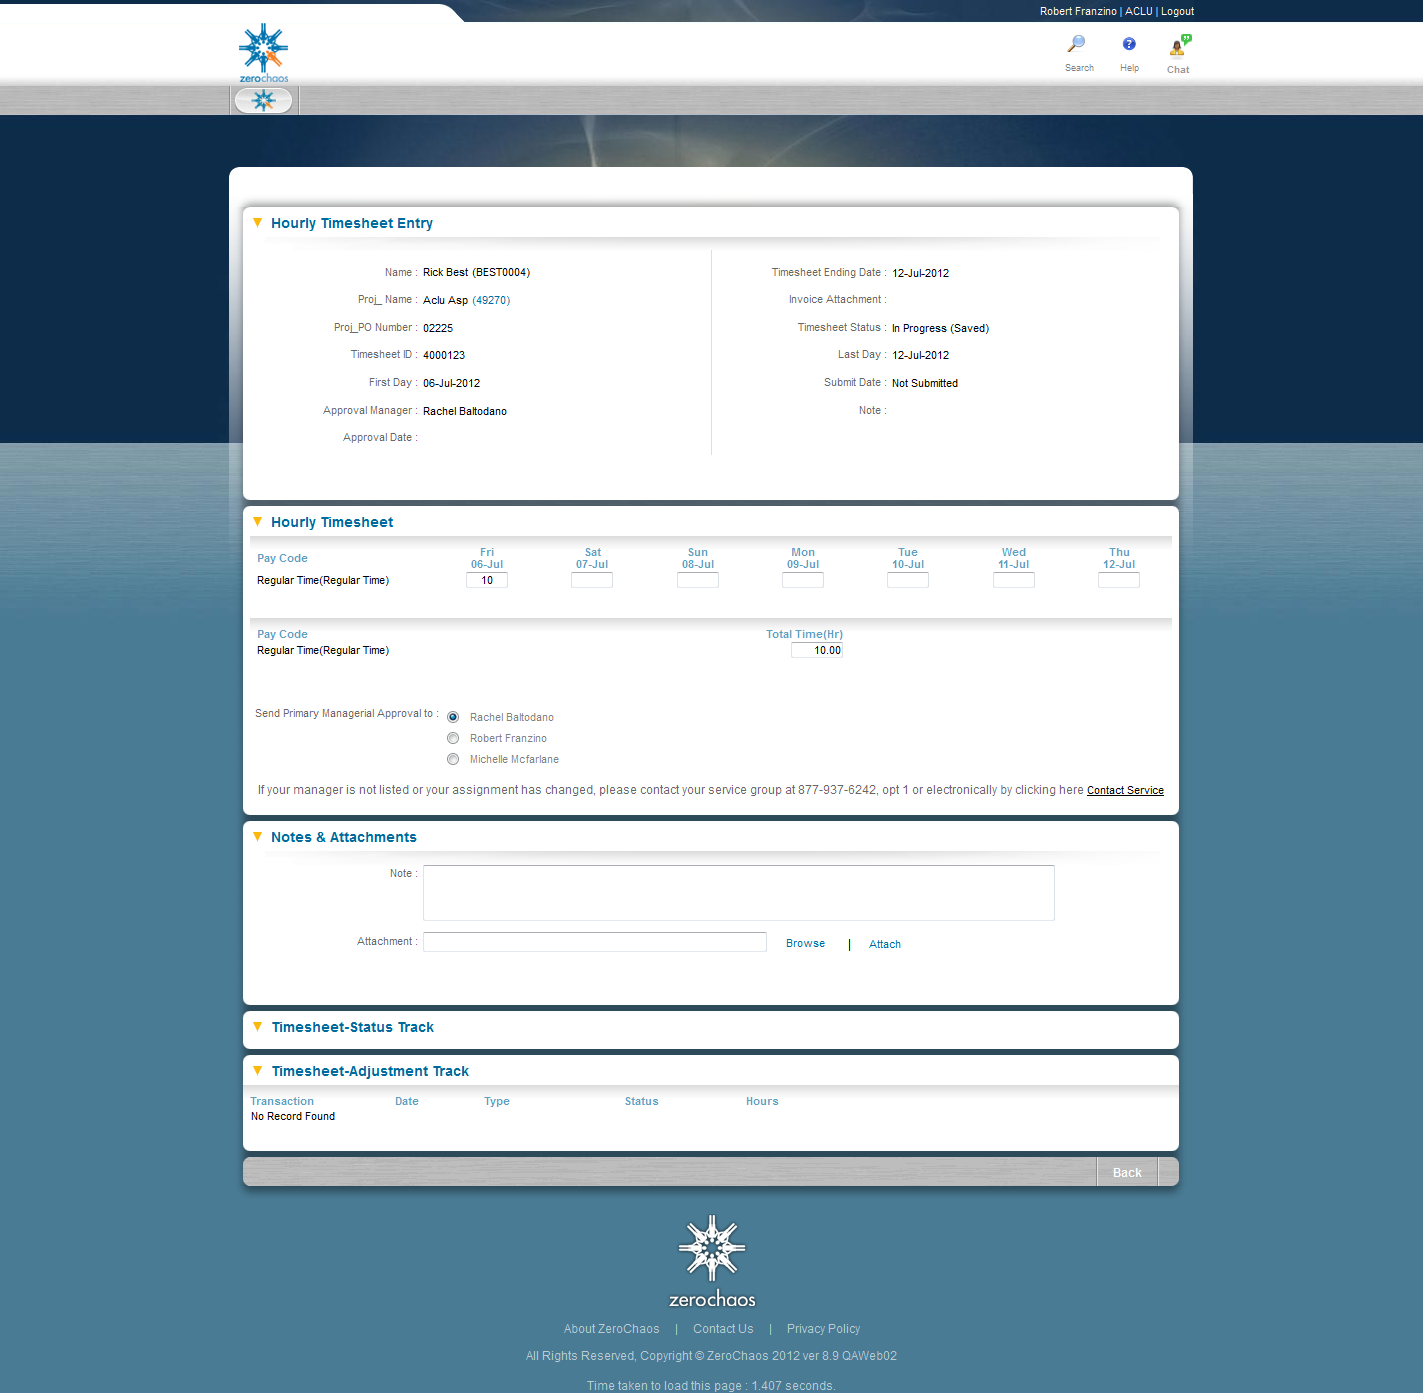 Robert Franzino | ACLU | Logout
zerochaos
Search Help Chat
Hourly Timesheet Entry
Name : Rick Best (BEST0004)
Proj_ Name : Aclu Asp (49270)
Proj_PO Number : 02225
Timesheet ID : 4000123
First Day : 06-Jul-2012
Approval Manager : Rachel Baltodano
Approval Date :
Timesheet Ending Date : 12-Jul-2012
Invoice Attachment :
Timesheet Status : In Progress (Saved)
Last Day : 12-Jul-2012
Submit Date : Not Submitted
Note :
Hourly Timesheet
Pay Code Fri Sat Sun Mon Tue Wed Thu
06-Jul 07-Jul 08-Jul 09-Jul 10-Jul 11-Jul 12-Jul
Regular Time(Regular Time) 10
Pay Code Total Time(Hr)
Regular Time(Regular Time) 10.00
Send Primary Managerial Approval to : Rachel Baltodano
Robert Franzino
Michelle Mcfarlane
If your manager is not listed or your assignment has changed, please contact your service group at 877-937-6242, opt 1 or electronically by clicking here Contact Service
Notes & Attachments
Note :
Attachment : Browse | Attach
Timesheet-Status Track
Timesheet-Adjustment Track
Transaction Date Type Status Hours
No Record Found
Back
zerochaos
About ZeroChaos | Contact Us | Privacy Policy
All Rights Reserved, Copyright © ZeroChaos 2012 ver 8.9 QAWeb02
Time taken to load this page : 1.407 seconds.